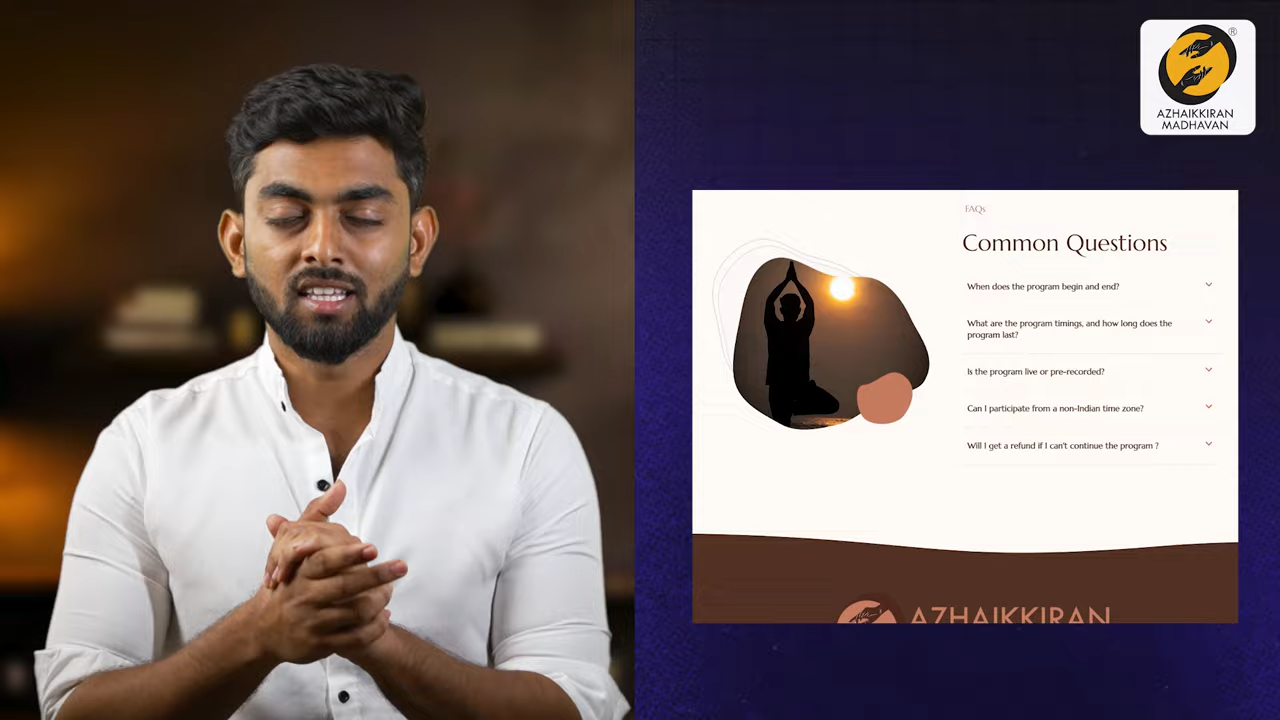 ®
AZHAIKKIRAN
MADHAVAN
FAQs
Common Questions
When does the program begin and end?
What are the program timings, and how long does the
program last?
Is the program live or pre-recorded?
Can I participate from a non-Indian time zone?
Will I get a refund if I can't continue the program ?
AZHAIKKIRAN